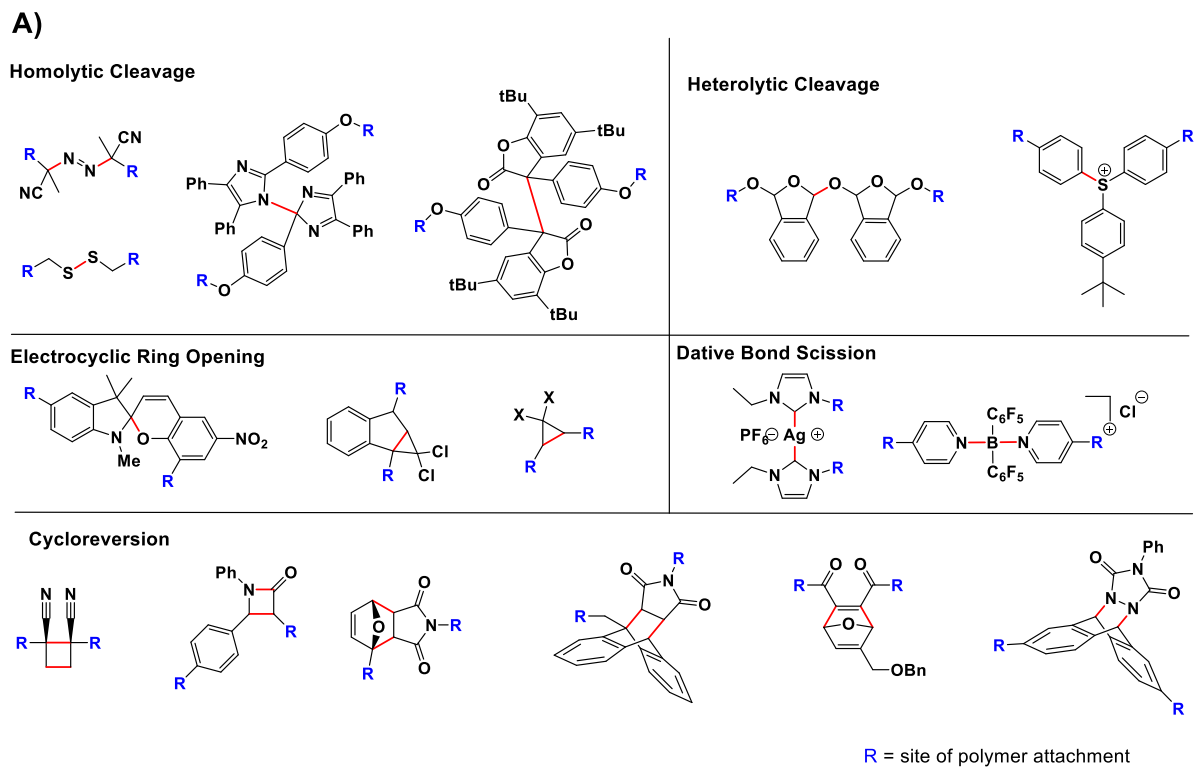 A)
Homolytic Cleavage
Heterolytic Cleavage
R
CN
N
N
R
CN
R
S
S
R
O
R
Ph
N
N
Ph
N
Ph
N
Ph
R
O
tBu
tBu
O
O
O
R
O
R
O
O
tBu
tBu
R
O
O
O
O
O
R
R
R
S
+
Electrocyclic Ring Opening
R
N
O
Me
NO2
R
R
Cl
Cl
R
X
X
R
R
Dative Bond Scission
N
N
R
PF6 − Ag +
N
N
R
R
N
B
N
C6F5
C6F5
R
+
Cl −
Cycloreversion
N
N
R
R
Ph
N
O
R
R
O
O
N
R
O
R
R
O
N
O
R
O
O
R
R
O
OBn
Ph
O
N
O
N
N
R
R
R = site of polymer attachment